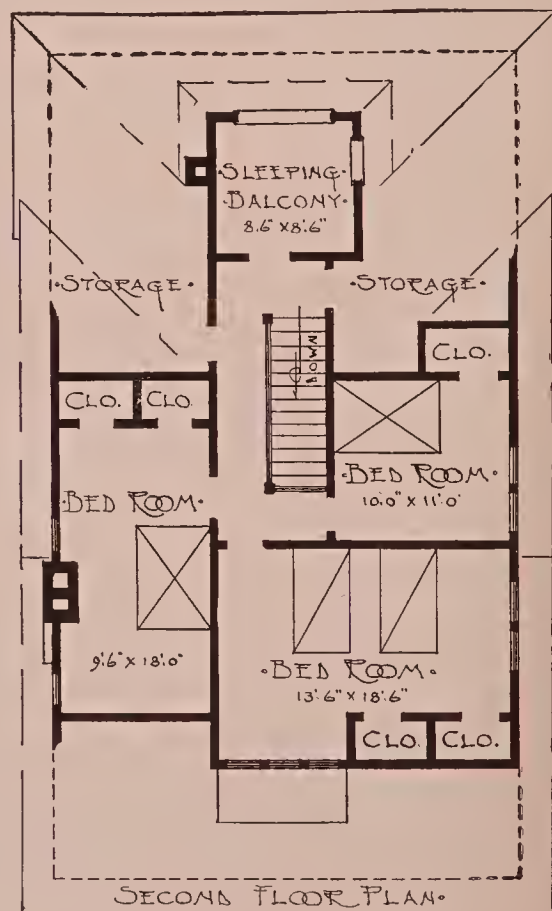 ·SLEEPING·
BALCONY·
8'.6" X 8'.6"
·STORAGE·
·STORAGE·
DOWN
CLO.
CLO.
CLO.
·BED ROOM·
9'.6" X 18'.0"
·BED ROOM·
10'.0" X 11'.0"
·BED ROOM·
13'.6" X 18'.6"
CLO.
CLO.
SECOND FLOOR PLAN·